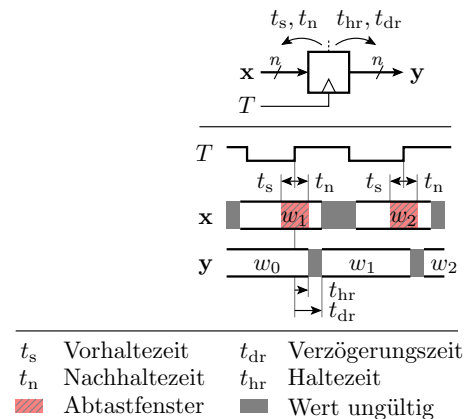 t_s, t_n t_hr, t_dr
x n n y
T
T
t_s t_n t_s t_n
x w_1 w_2
y w_0 w_1 w_2
t_hr
t_dr
t_s Vorhaltezeit t_dr Verzögerungszeit
t_n Nachhaltezeit t_hr Haltezeit
Abtastfenster Wert ungültig